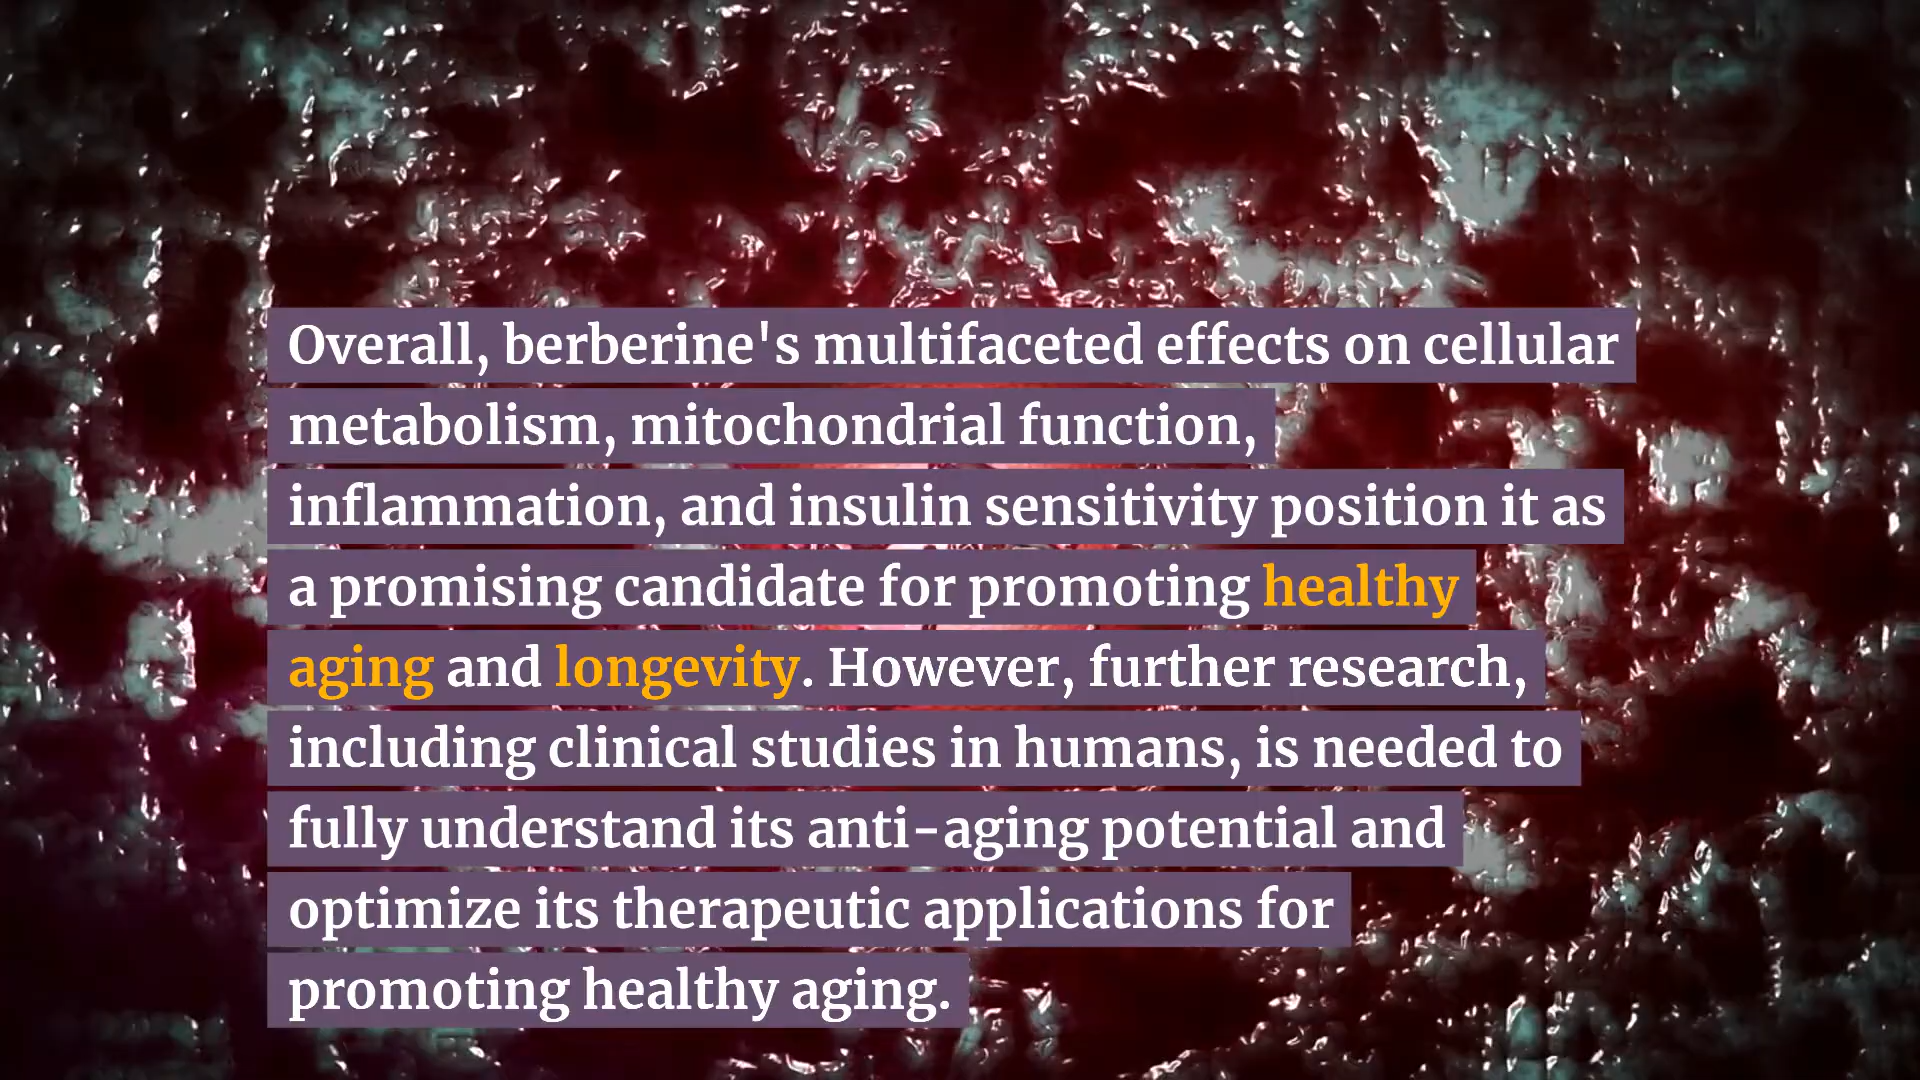 Overall, berberine's multifaceted effects on cellular
metabolism, mitochondrial function,
inflammation, and insulin sensitivity position it as
a promising candidate for promoting healthy
aging and longevity. However, further research,
including clinical studies in humans, is needed to
fully understand its anti-aging potential and
optimize its therapeutic applications for
promoting healthy aging.